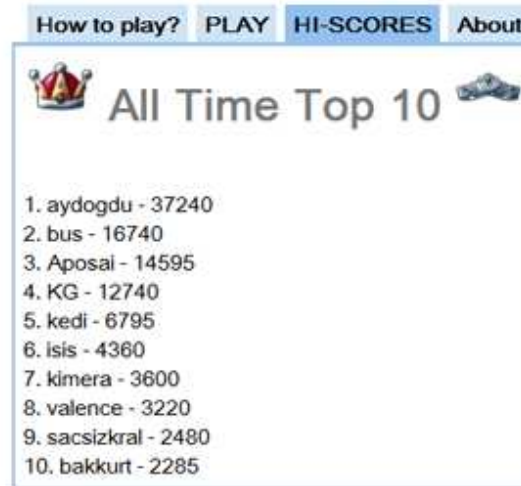 How to play? PLAY HI-SCORES About
All Time Top 10
1. aydogdu - 37240
2. bus - 16740
3. Aposai - 14595
4. KG - 12740
5. kedi - 6795
6. isis - 4360
7. kimera - 3600
8. valence - 3220
9. sacsizkral - 2480
10. bakkurt - 2285